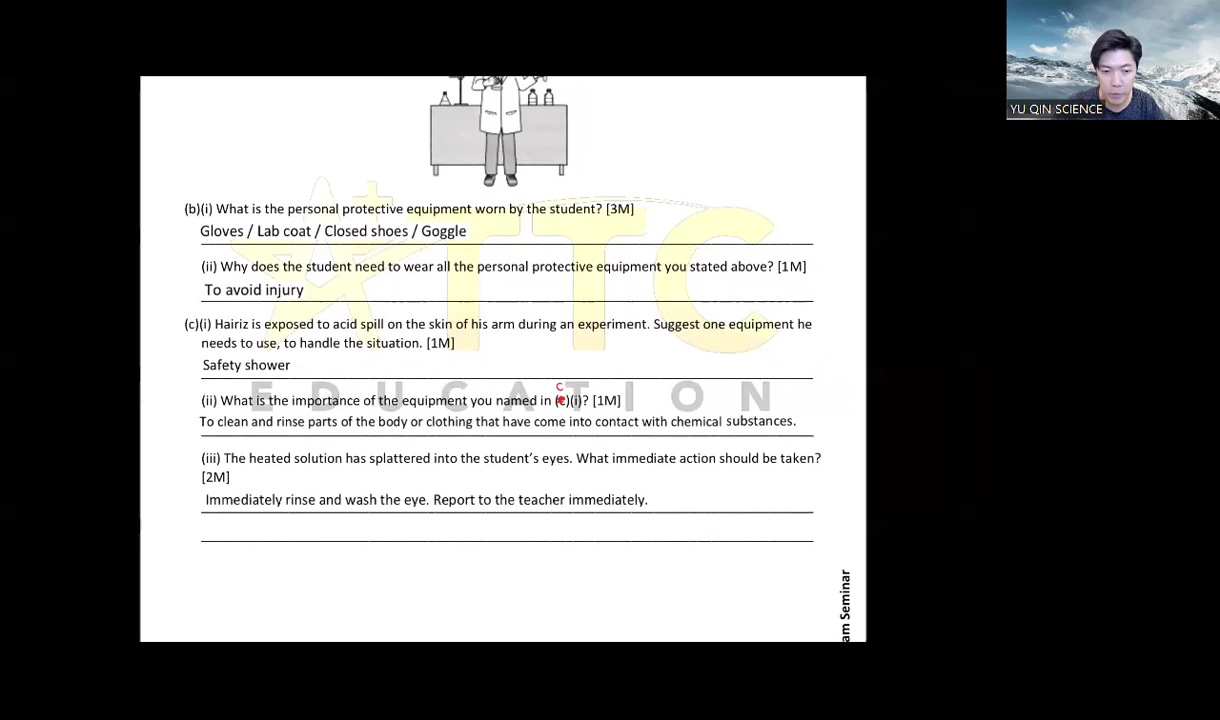 YU QIN SCIENCE
(b)(i) What is the personal protective equipment worn by the student? [3M]
Gloves / Lab coat / Closed shoes / Goggle
(ii) Why does the student need to wear all the personal protective equipment you stated above? [1M]
To avoid injury
(c)(i) Hairiz is exposed to acid spill on the skin of his arm during an experiment. Suggest one equipment he
needs to use, to handle the situation. [1M]
Safety shower
TTC
EDUCATION
c
(ii) What is the importance of the equipment you named in ( )(i)? [1M]
To clean and rinse parts of the body or clothing that have come into contact with chemical substances.
(iii) The heated solution has splattered into the student's eyes. What immediate action should be taken?
[2M]
Immediately rinse and wash the eye. Report to the teacher immediately.
am Seminar